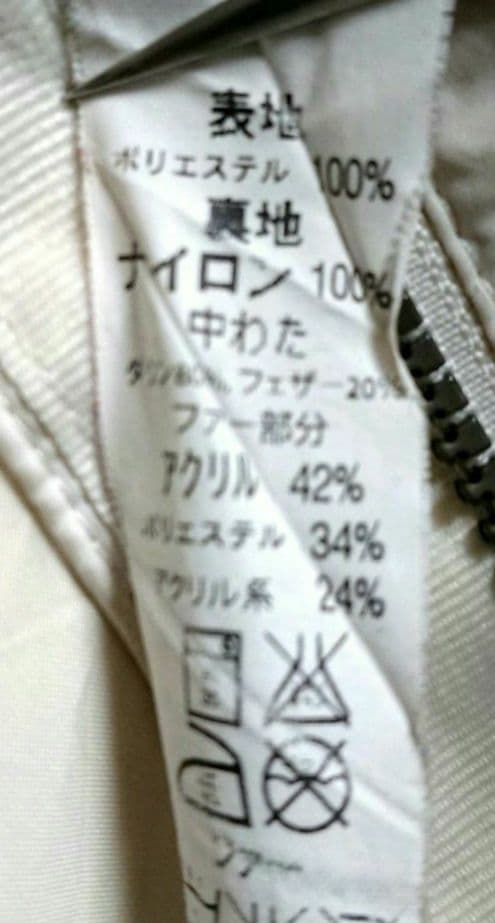 表地
ポリエステル 100%
裏地
ナイロン 100%
中わた
フェザー20%
ファー部分
アクリル 42%
ポリエステル 34%
アクリル系 24%